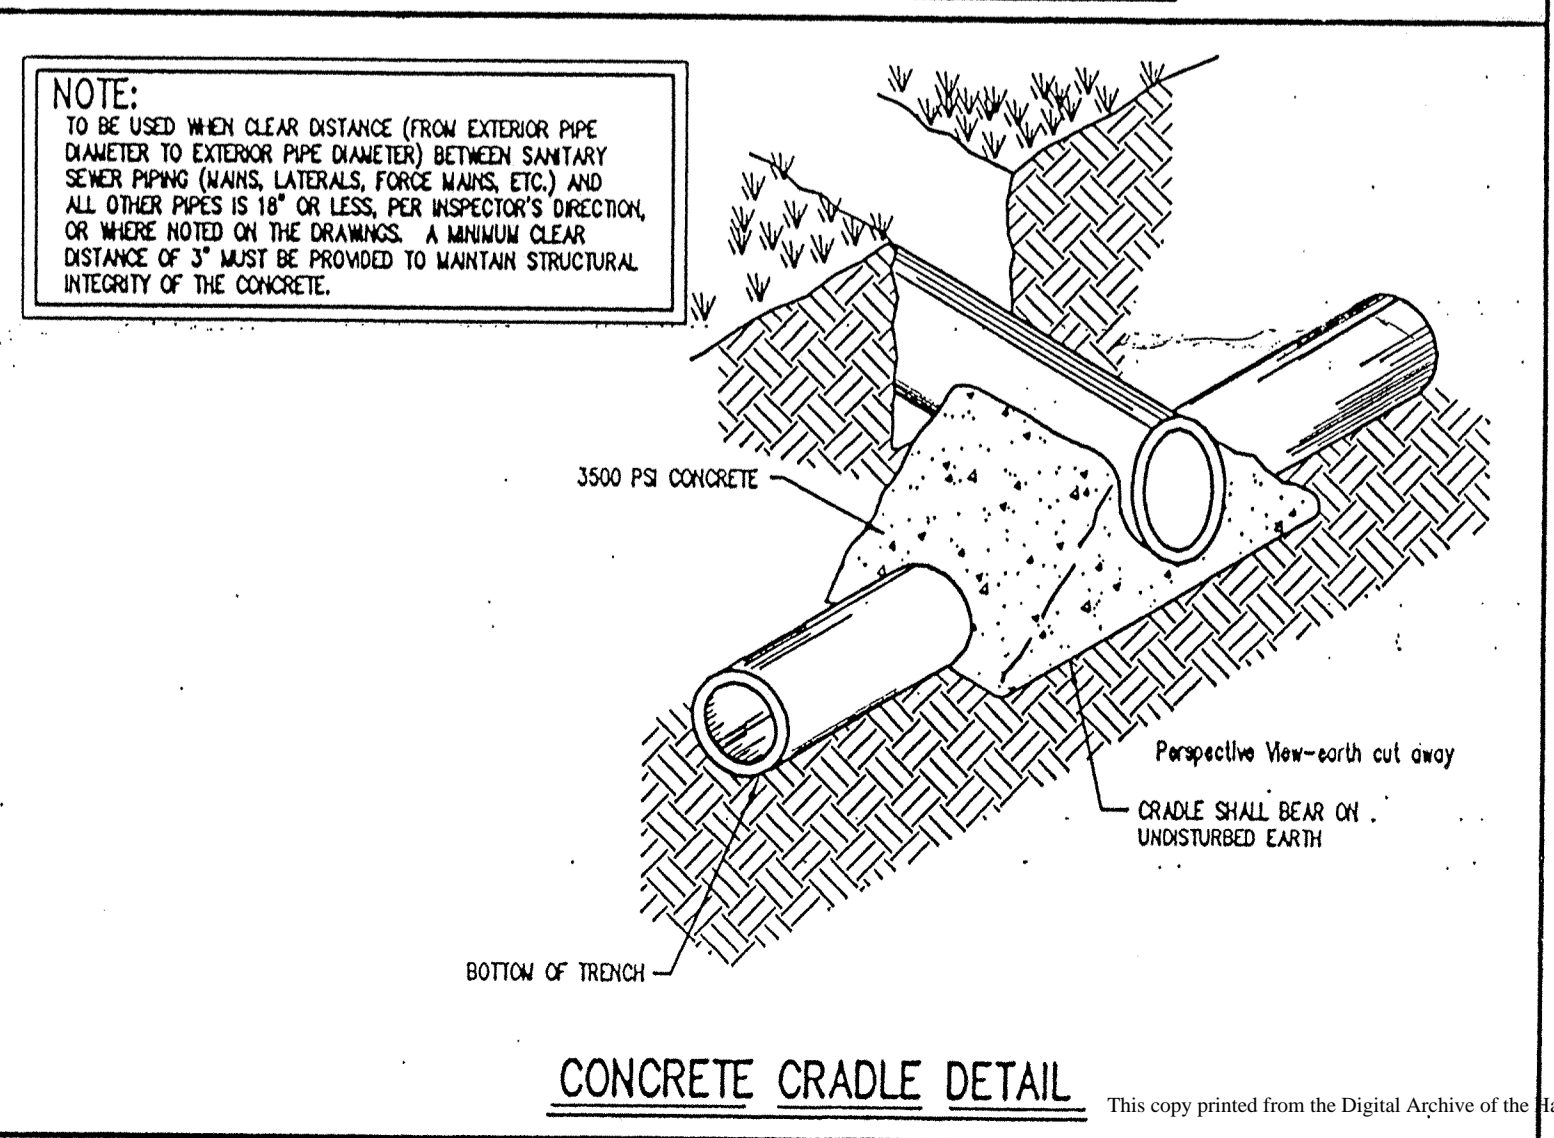 NOTE:
TO BE USED WHEN CLEAR DISTANCE (FROM EXTERIOR PIPE
DIAMETER TO EXTERIOR PIPE DIAMETER) BETWEEN SANITARY
SEWER PIPING (MAINS, LATERALS, FORCE MAINS, ETC.) AND
ALL OTHER PIPES IS 18" OR LESS, PER INSPECTOR'S DIRECTION,
OR WHERE NOTED ON THE DRAWINGS. A MINIMUM CLEAR
DISTANCE OF 3" MUST BE PROVIDED TO MAINTAIN STRUCTURAL
INTEGRITY OF THE CONCRETE.
3500 PSI CONCRETE
Perspective View-earth cut away
CRADLE SHALL BEAR ON
UNDISTURBED EARTH
BOTTOM OF TRENCH
CONCRETE CRADLE DETAIL
This copy printed from the Digital Archive of the